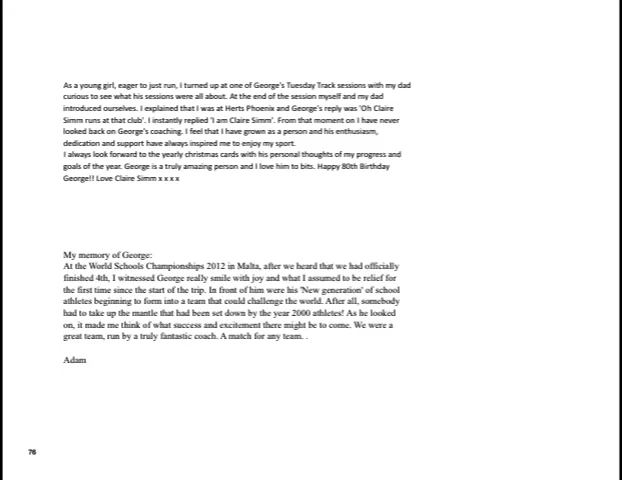 As a young girl, eager to just run, I turned up at one of George's Tuesday Track sessions with my dad
curious to see what his sessions were all about. At the end of the session myself and my dad
introduced ourselves. I explained that I was at Herts Phoenix and George's reply was 'Oh Claire
Simm runs at that club'. I instantly replied 'I am Claire Simm'. From that moment on I have never
looked back on George's coaching. I feel that I have grown as a person and his enthusiasm,
dedication and support have always inspired me to enjoy my sport.
I always look forward to the yearly christmas cards with his personal thoughts of my progress and
goals of the year. George is a truly amazing person and I love him to bits. Happy 80th Birthday
George!! Love Claire Simm x x x x
My memory of George:
At the World Schools Championships 2012 in Malta, after we heard that we had officially
finished 4th, I witnessed George really smile with joy and what I assumed to be relief for
the first time since the start of the trip. In front of him were his 'New generation' of school
athletes beginning to form into a team that could challenge the world. After all, somebody
had to take up the mantle that had been set down by the year 2000 athletes! As he looked
on, it made me think of what success and excitement there might be to come. We were a
great team, run by a truly fantastic coach. A match for any team. .
Adam
76